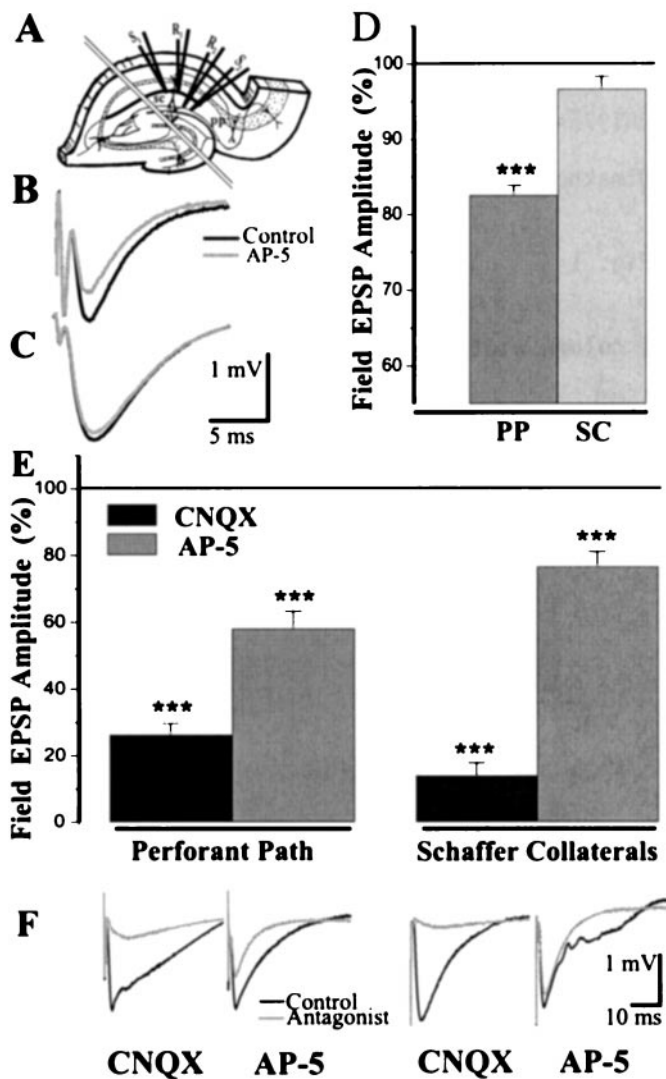 A
S
R
R
S
SC
PP
B
Control
AP-5
C
1 mV
5 ms
D
Field EPSP Amplitude (%)
100
90
80
70
60
***
PP
SC
E
Field EPSP Amplitude (%)
100
80
60
40
20
0
CNQX
AP-5
***
***
***
***
Perforant Path
Schaffer Collaterals
F
Control
Antagonist
1 mV
10 ms
CNQX
AP-5
CNQX
AP-5